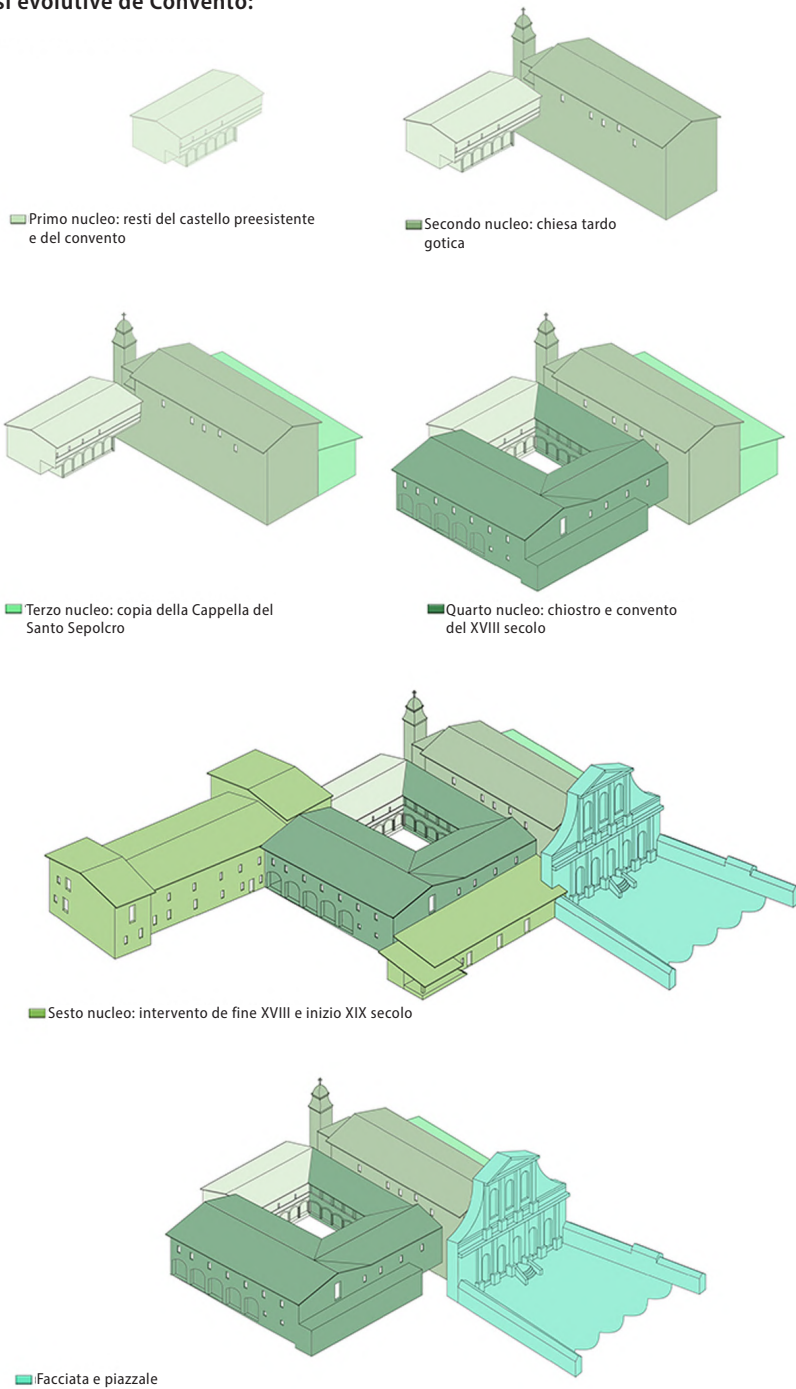 si evolutive de Convento:
Primo nucleo: resti del castello preesistente
e del convento
Secondo nucleo: chiesa tardo
gotica
Terzo nucleo: copia della Cappella del
Santo Sepolcro
Quarto nucleo: chiostro e convento
del XVIII secolo
Sesto nucleo: intervento de fine XVIII e inizio XIX secolo
Facciata e piazzale